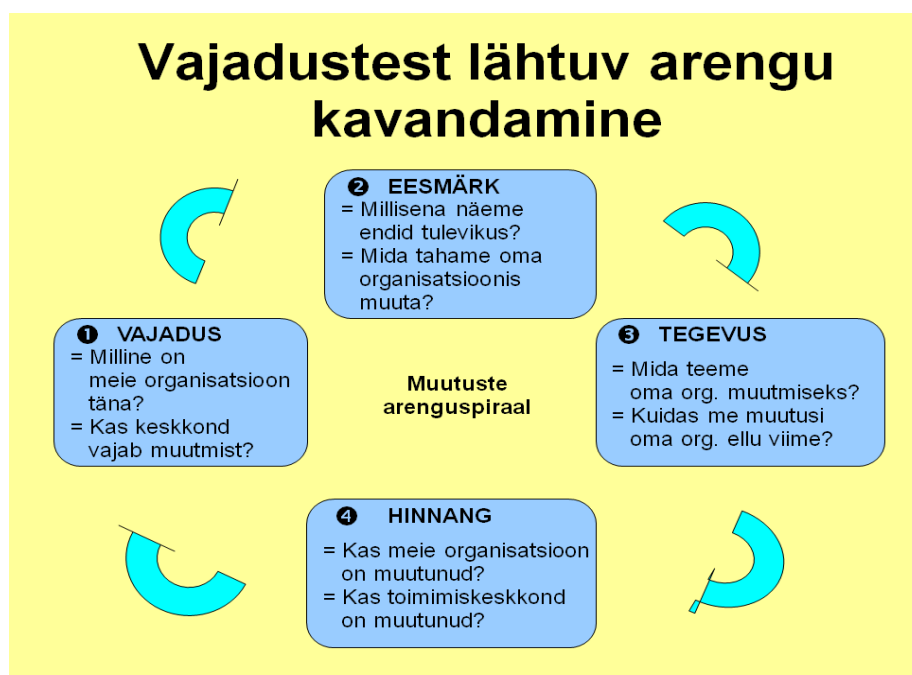 Vajadustest lähtuv arengu
kavandamine
❷ EESMÄRK
= Millisena näeme
endid tulevikus?
= Mida tahame oma
organisatsioonis
muuta?
❶ VAJADUS
= Milline on
meie organisatsioon
täna?
= Kas keskkond
vajab muutmist?
Muutuste
arenguspiraal
❸ TEGEVUS
= Mida teeme
oma org. muutmiseks?
= Kuidas me muutusi
oma org. ellu viime?
❹ HINNANG
= Kas meie organisatsioon
on muutunud?
= Kas toimimiskeskkond
on muutunud?